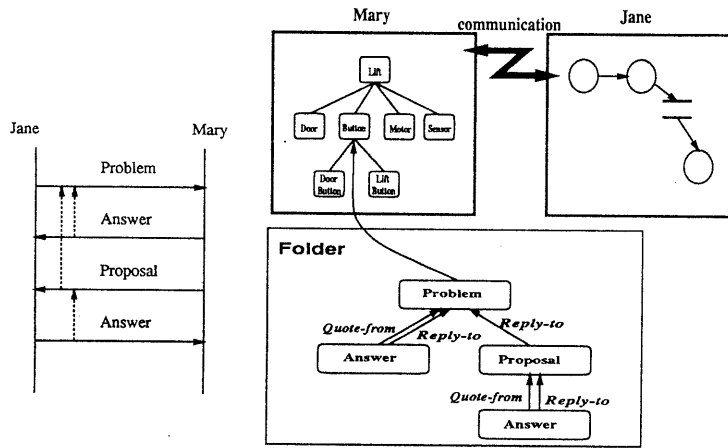 Jane
Mary
Problem
Answer
Proposal
Answer
Mary
communication
Jane
Lift
Door
Button
Motor
Sensor
Door
Button
Lift
Button
Folder
Problem
Quote-from
Reply-to
Reply-to
Answer
Proposal
Quote-from
Reply-to
Answer